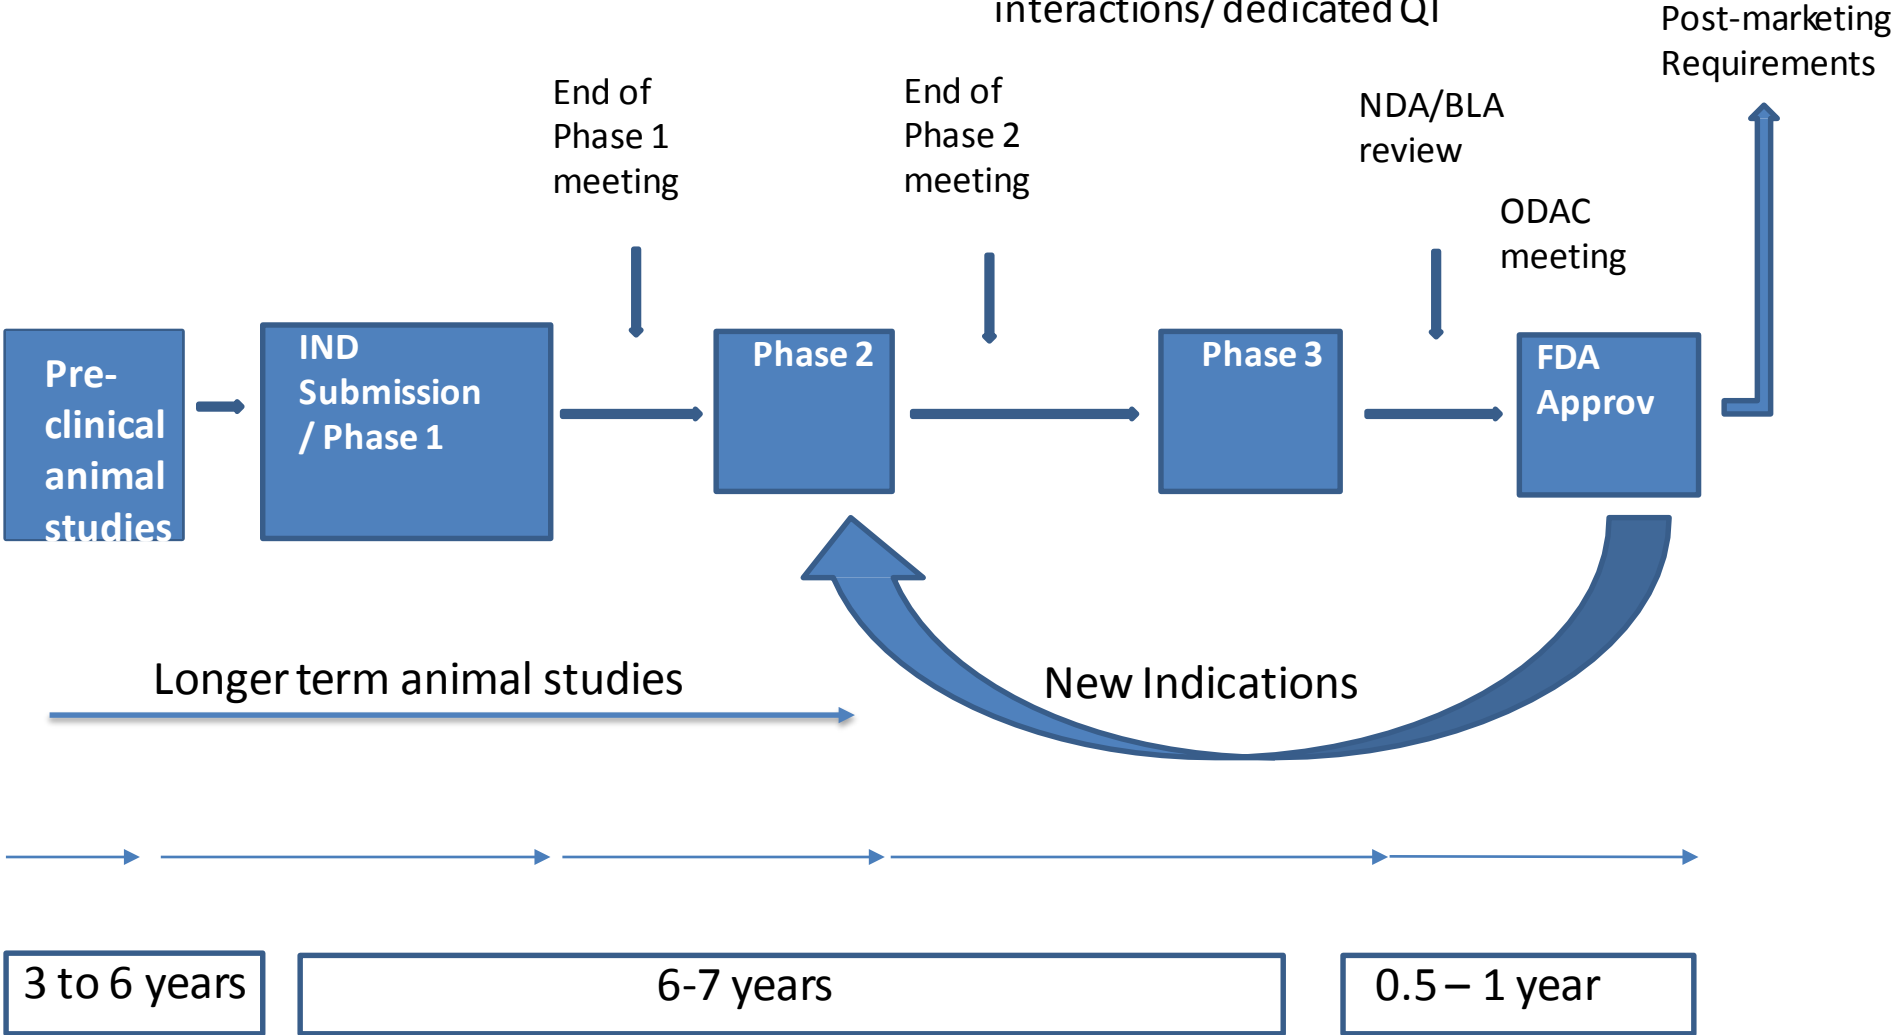 interactions/ dedicated QT
Post-marketing
Requirements
End of
Phase 1
meeting
End of
Phase 2
meeting
NDA/BLA
review
ODAC
meeting
Pre-
clinical
animal
studies
IND
Submission
/ Phase 1
Phase 2
Phase 3
FDA
Approv
Longer term animal studies
New Indications
3 to 6 years
6-7 years
0.5 – 1 year